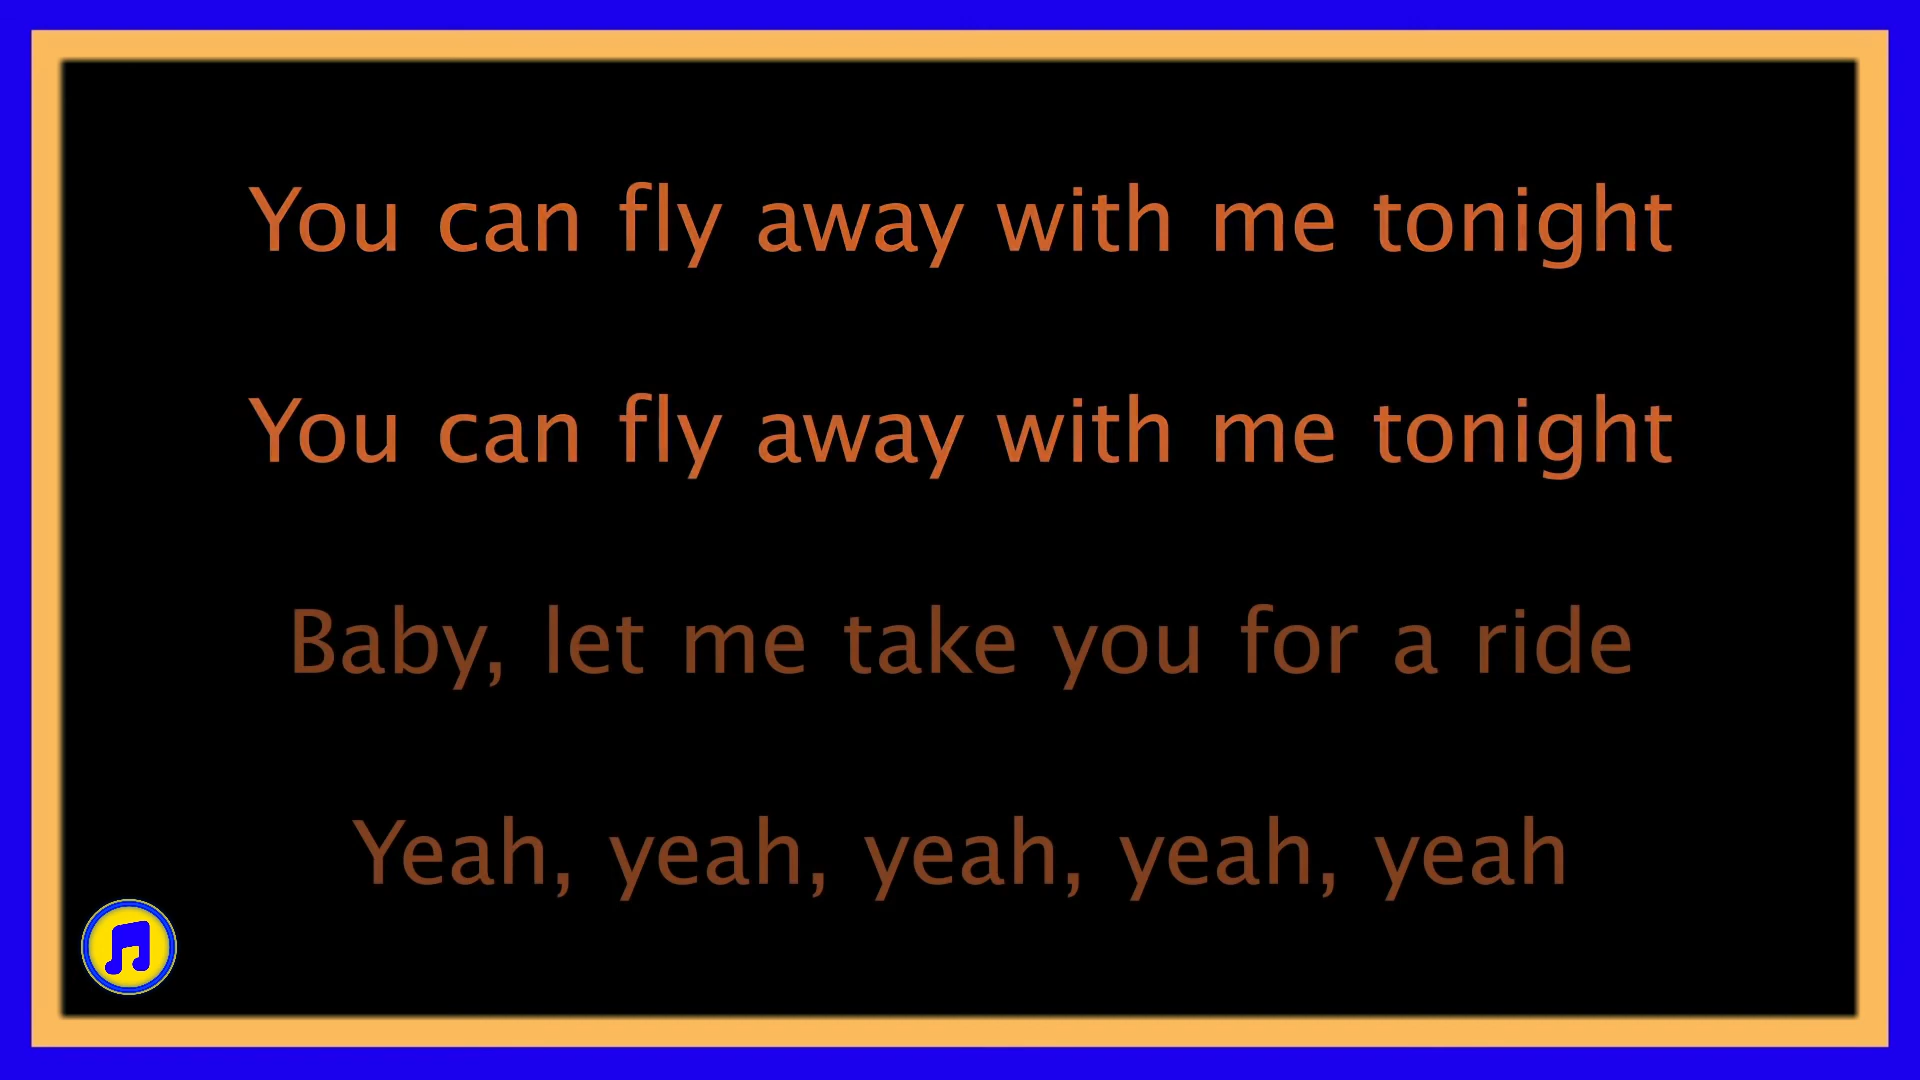 You can fly away with me tonight
You can fly away with me tonight
Baby, let me take you for a ride
Yeah, yeah, yeah, yeah, yeah